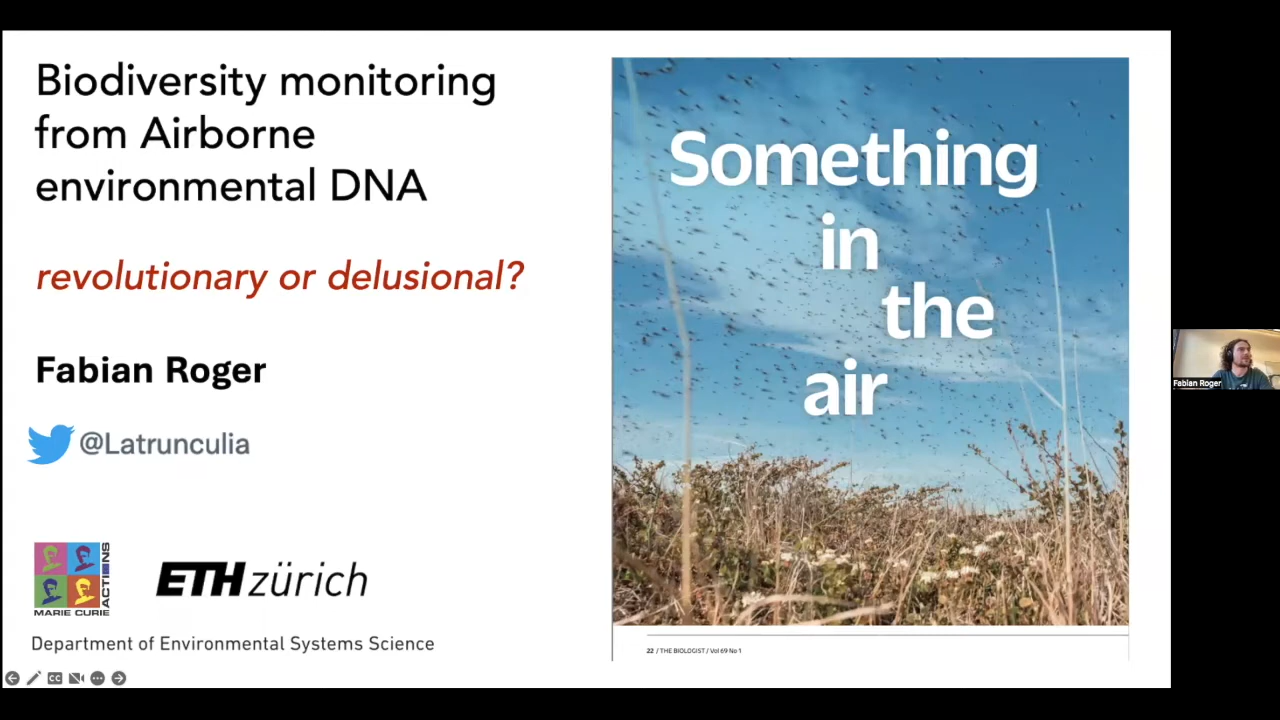 Biodiversity monitoring
from Airborne
environmental DNA
revolutionary or delusional?
Fabian Roger
@Latrunculia
MARIE CURIE
ACTIONS
ETH zürich
Department of Environmental Systems Science
Something
in
the
air
22 / THE BIOLOGIST / Vol 69 No 1
CC
Fabian Roger